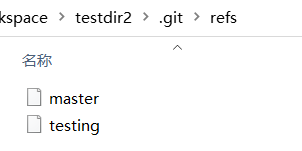 kspace > testdir2 > .git > refs
名称
master
testing